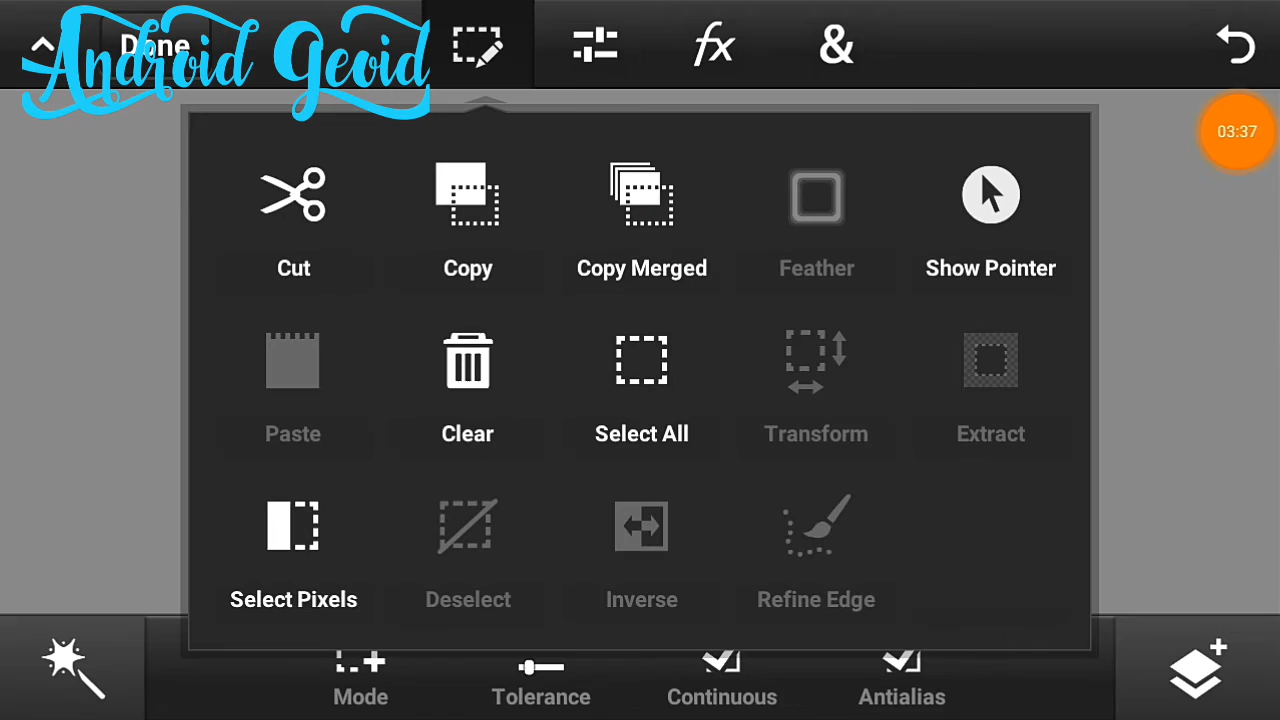 Done
Android Geoid
fx
&
03:37
Cut
Copy
Copy Merged
Feather
Show Pointer
Paste
Clear
Select All
Transform
Extract
Select Pixels
Deselect
Inverse
Refine Edge
Mode
Tolerance
Continuous
Antialias